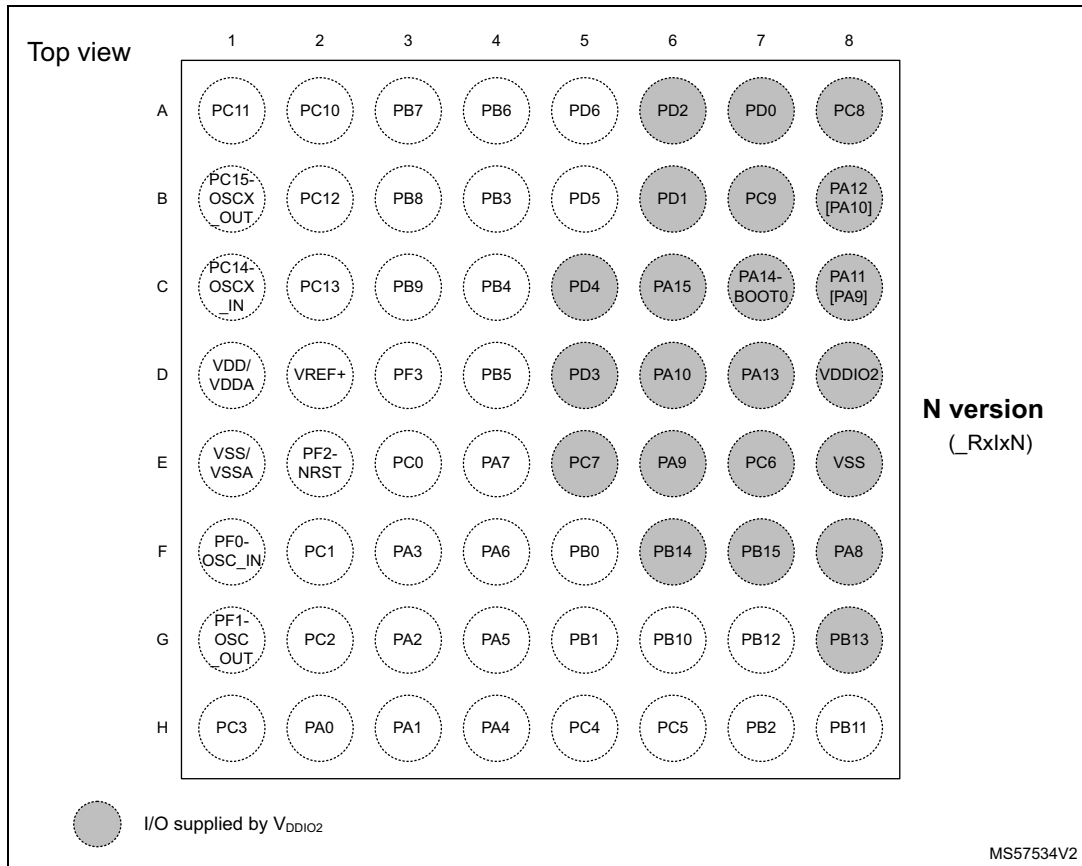 Top view
1 2 3 4 5 6 7 8
A PC11 PC10 PB7 PB6 PD6 PD2 PD0 PC8
B PC15-
OSCX
_OUT PC12 PB8 PB3 PD5 PD1 PC9 PA12
[PA10]
C PC14-
OSCX
_IN PC13 PB9 PB4 PD4 PA15 PA14-
BOOT0 PA11
[PA9]
D VDD/
VDDA VREF+ PF3 PB5 PD3 PA10 PA13 VDDIO2
N version
(_RxIxN)
E VSS/
VSSA PF2-
NRST PC0 PA7 PC7 PA9 PC6 VSS
F PF0-
OSC_IN PC1 PA3 PA6 PB0 PB14 PB15 PA8
G PF1-
OSC
_OUT PC2 PA2 PA5 PB1 PB10 PB12 PB13
H PC3 PA0 PA1 PA4 PC4 PC5 PB2 PB11
I/O supplied by VDDIO2
MS57534V2